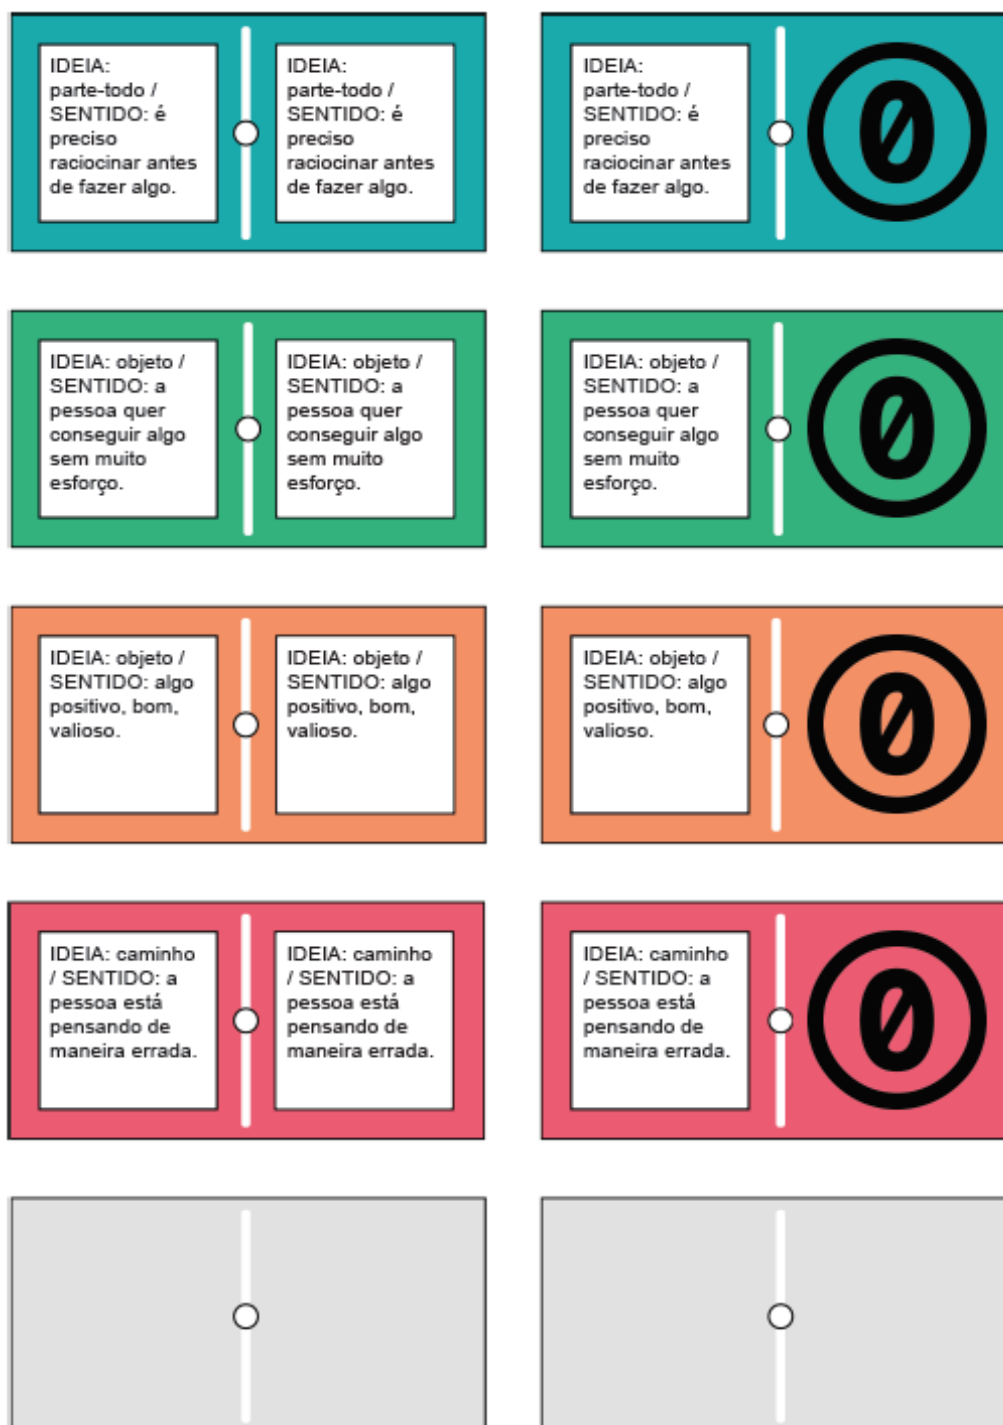 IDEIA:
parte-todo /
SENTIDO: é
preciso
raciocinar antes
de fazer algo.
IDEIA:
parte-todo /
SENTIDO: é
preciso
raciocinar antes
de fazer algo.
IDEIA:
parte-todo /
SENTIDO: é
preciso
raciocinar antes
de fazer algo.
0
IDEIA: objeto /
SENTIDO: a
pessoa quer
conseguir algo
sem muito
esforço.
IDEIA: objeto /
SENTIDO: a
pessoa quer
conseguir algo
sem muito
esforço.
IDEIA: objeto /
SENTIDO: a
pessoa quer
conseguir algo
sem muito
esforço.
0
IDEIA: objeto /
SENTIDO: algo
positivo, bom,
valioso.
IDEIA: objeto /
SENTIDO: algo
positivo, bom,
valioso.
IDEIA: objeto /
SENTIDO: algo
positivo, bom,
valioso.
0
IDEIA: caminho
/ SENTIDO: a
pessoa está
pensando de
maneira errada.
IDEIA: caminho
/ SENTIDO: a
pessoa está
pensando de
maneira errada.
IDEIA: caminho
/ SENTIDO: a
pessoa está
pensando de
maneira errada.
0